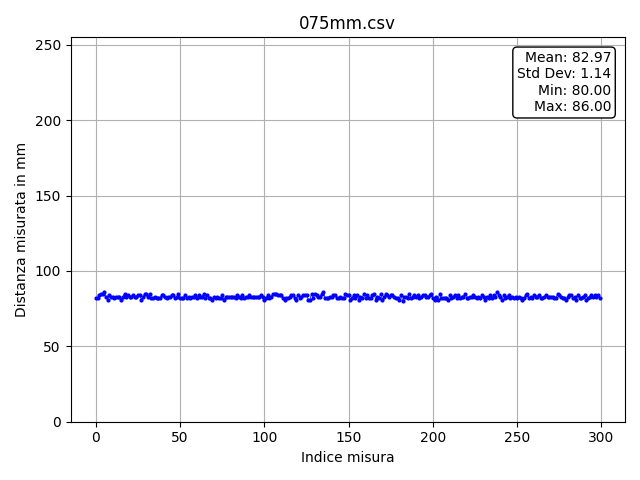 075mm.csv
Mean: 82.97
Std Dev: 1.14
Min: 80.00
Max: 86.00
Distanza misurata in mm
250
200
150
100
50
0
0 50 100 150 200 250 300
Indice misura